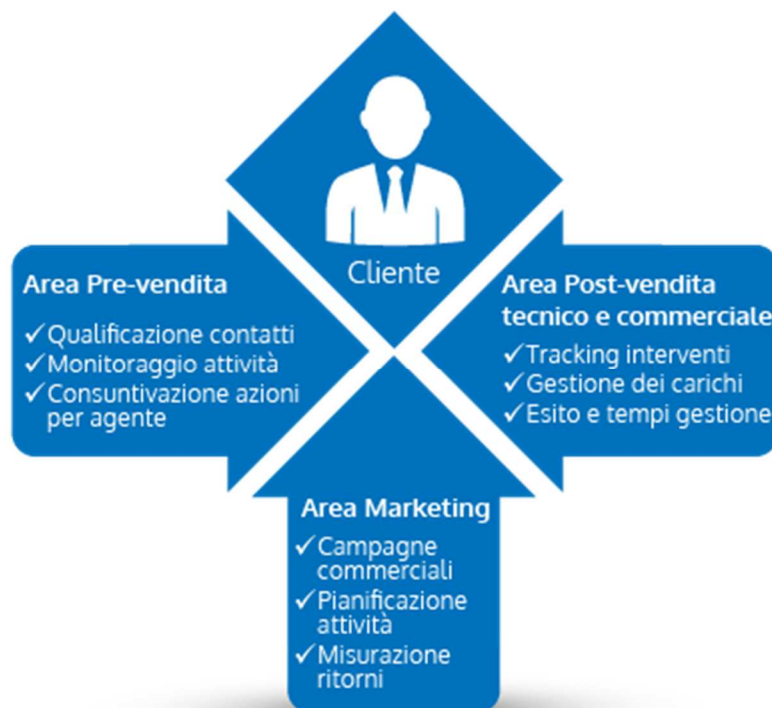 Cliente
Area Pre-vendita
✓Qualificazione contatti
✓Monitoraggio attività
✓Consuntivazione azioni
per agente
Area Post-vendita
tecnico e commerciale
✓Tracking interventi
✓Gestione dei carichi
✓Esito e tempi gestione
Area Marketing
✓Campagne
commerciali
✓Pianificazione
attività
✓Misurazione
ritorni